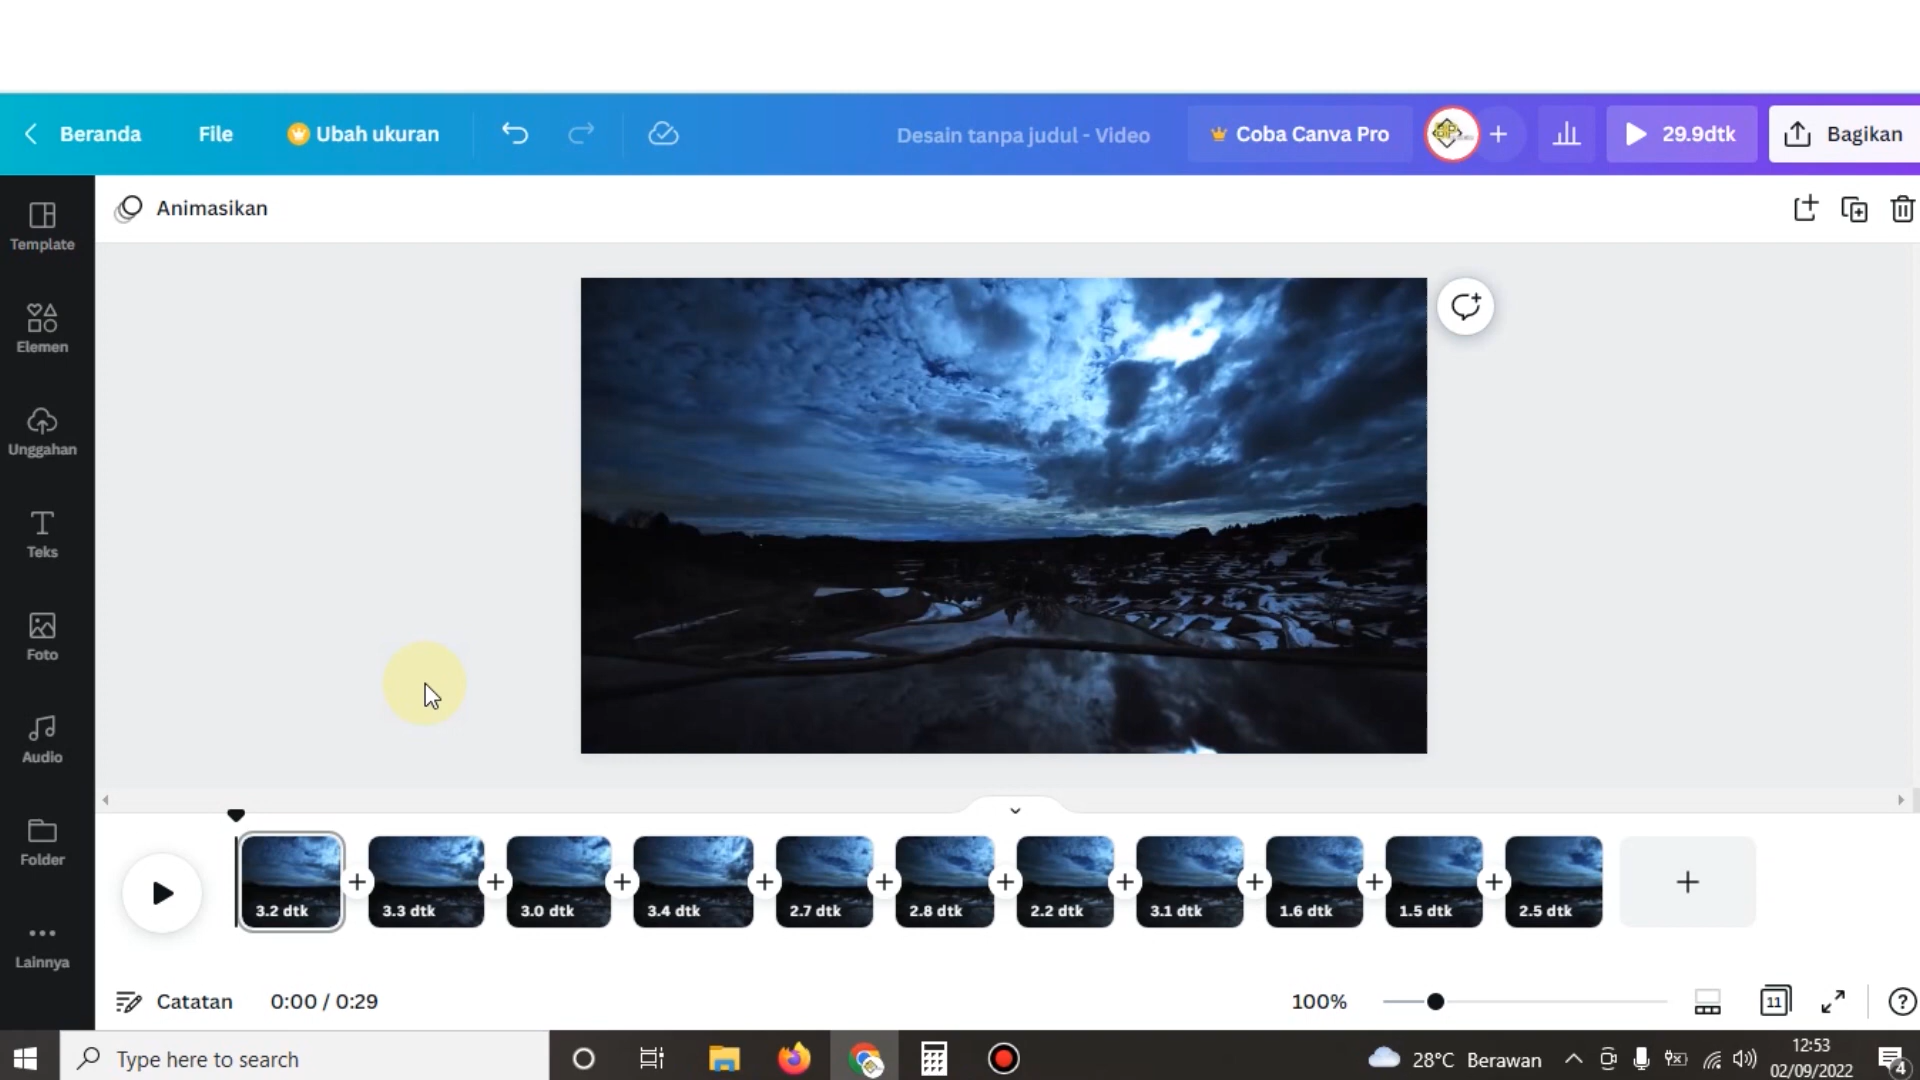 Beranda
File
Ubah ukuran
Desain tanpa judul - Video
Coba Canva Pro
29.9dtk
Bagikan
Animasikan
Template
Elemen
Unggahan
Teks
Foto
Audio
Folder
Lainnya
3.2 dtk
3.3 dtk
3.0 dtk
3.4 dtk
2.7 dtk
2.8 dtk
2.2 dtk
3.1 dtk
1.6 dtk
1.5 dtk
2.5 dtk
Catatan
0:00 / 0:29
100%
11
Type here to search
28°C Berawan
12:53
02/09/2022
4